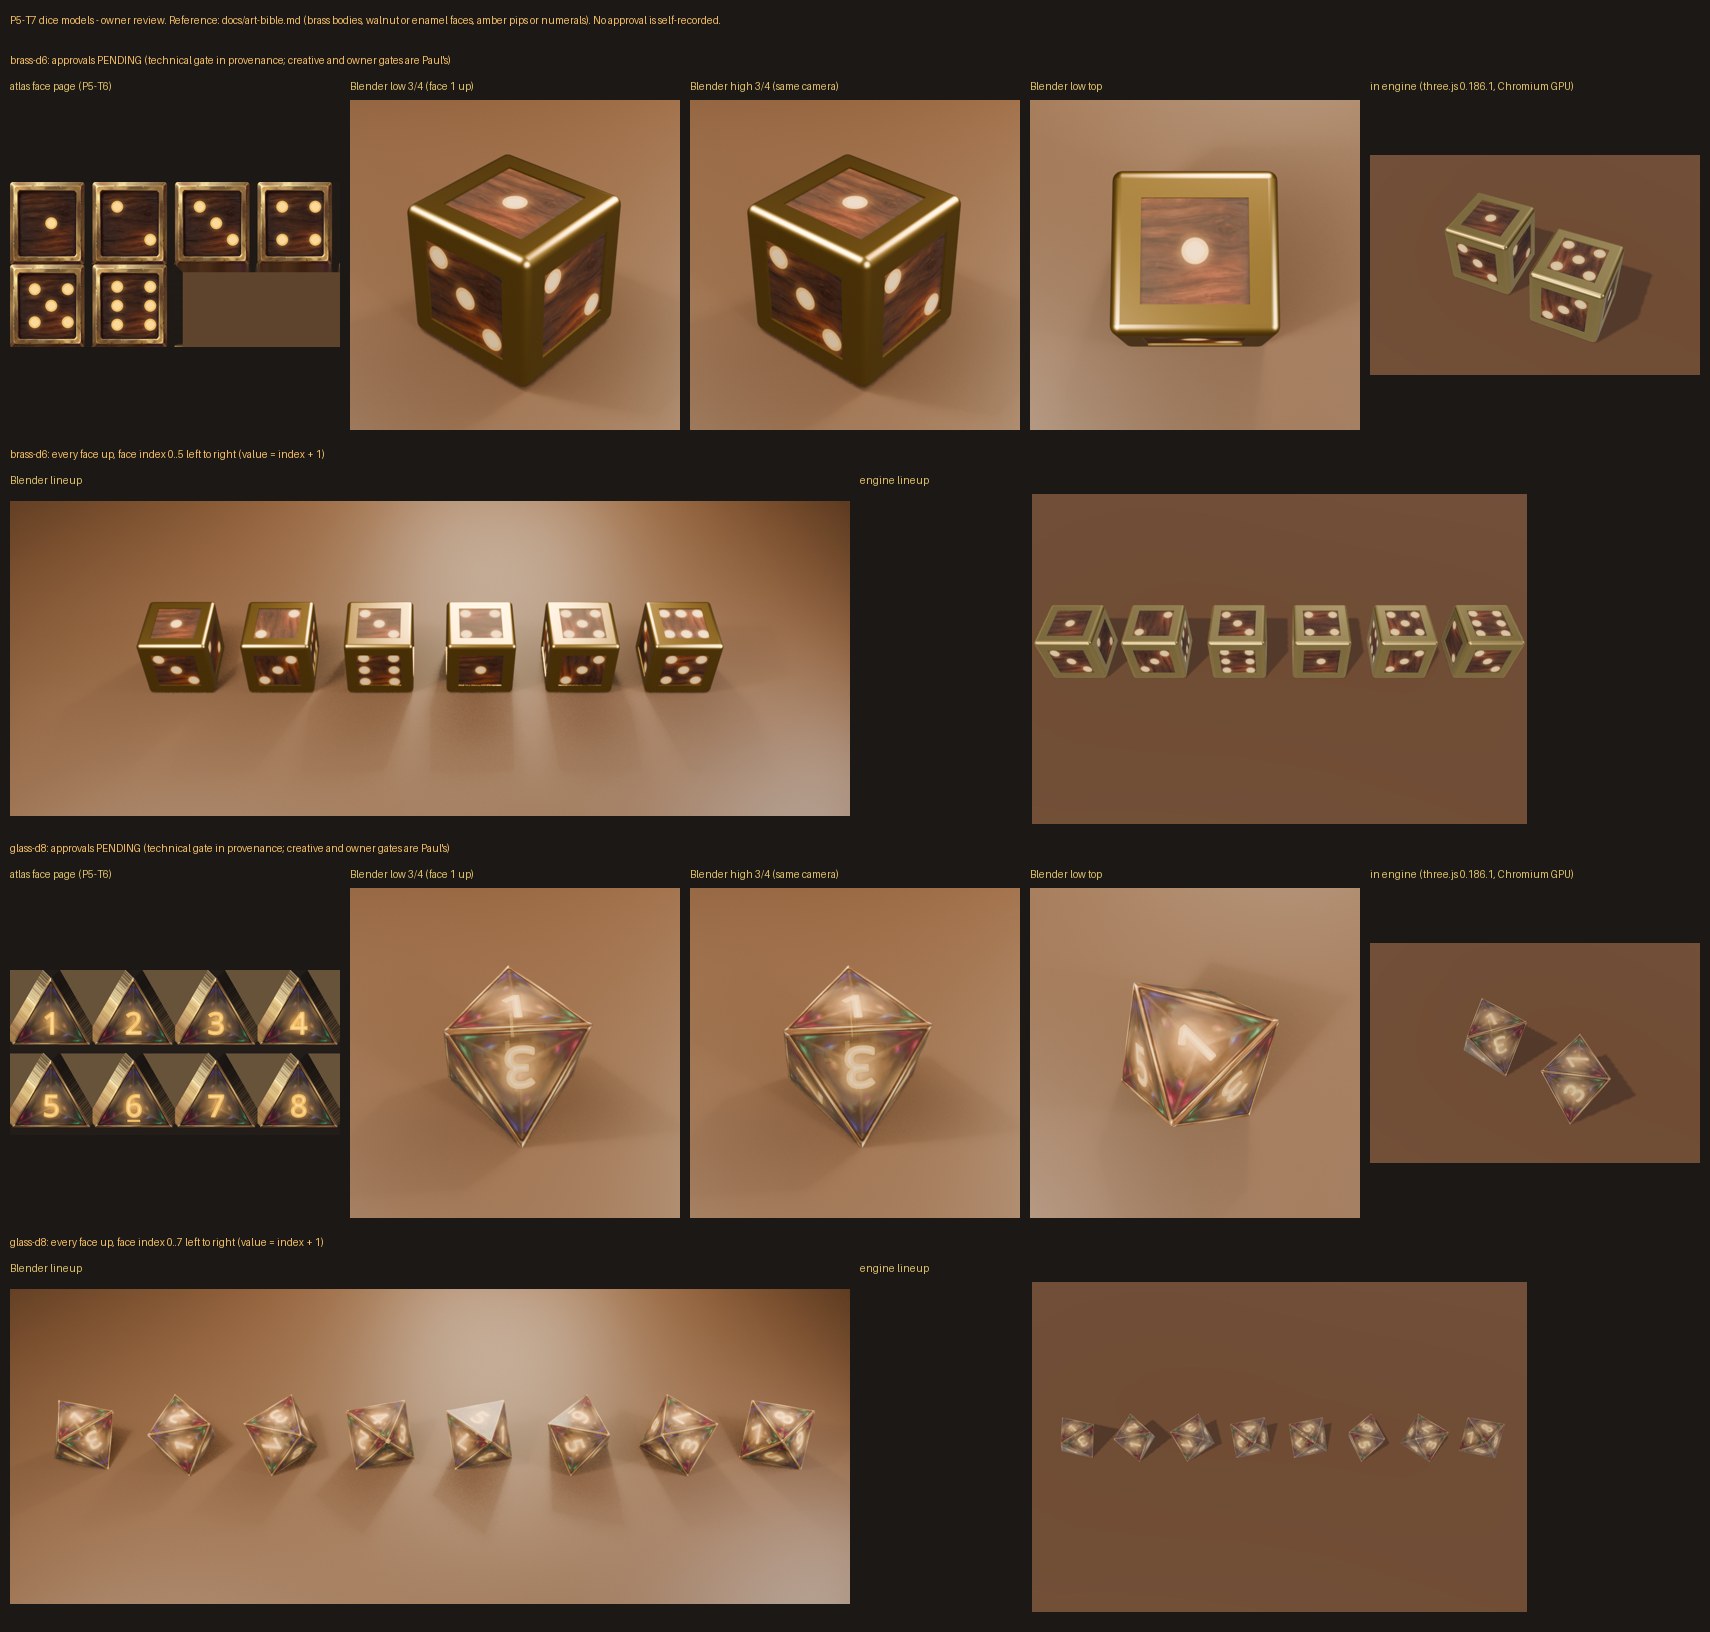 P5-T7 dice models - owner review. Reference: docs/art-bible.md (brass bodies, walnut or enamel faces, amber pips or numerals). No approval is self-recorded.
brass-d6: approvals PENDING (technical gate in provenance; creative and owner gates are Paul's)
atlas face page (P5-T6)
Blender low 3/4 (face 1 up)
Blender high 3/4 (same camera)
Blender low top
in engine (three.js 0.186.1, Chromium GPU)
brass-d6: every face up, face index 0..5 left to right (value = index + 1)
Blender lineup
engine lineup
glass-d8: approvals PENDING (technical gate in provenance; creative and owner gates are Paul's)
atlas face page (P5-T6)
Blender low 3/4 (face 1 up)
Blender high 3/4 (same camera)
Blender low top
in engine (three.js 0.186.1, Chromium GPU)
1 2 3 4
5 6 7 8
1
3
1
3
1
5
glass-d8: every face up, face index 0..7 left to right (value = index + 1)
Blender lineup
engine lineup